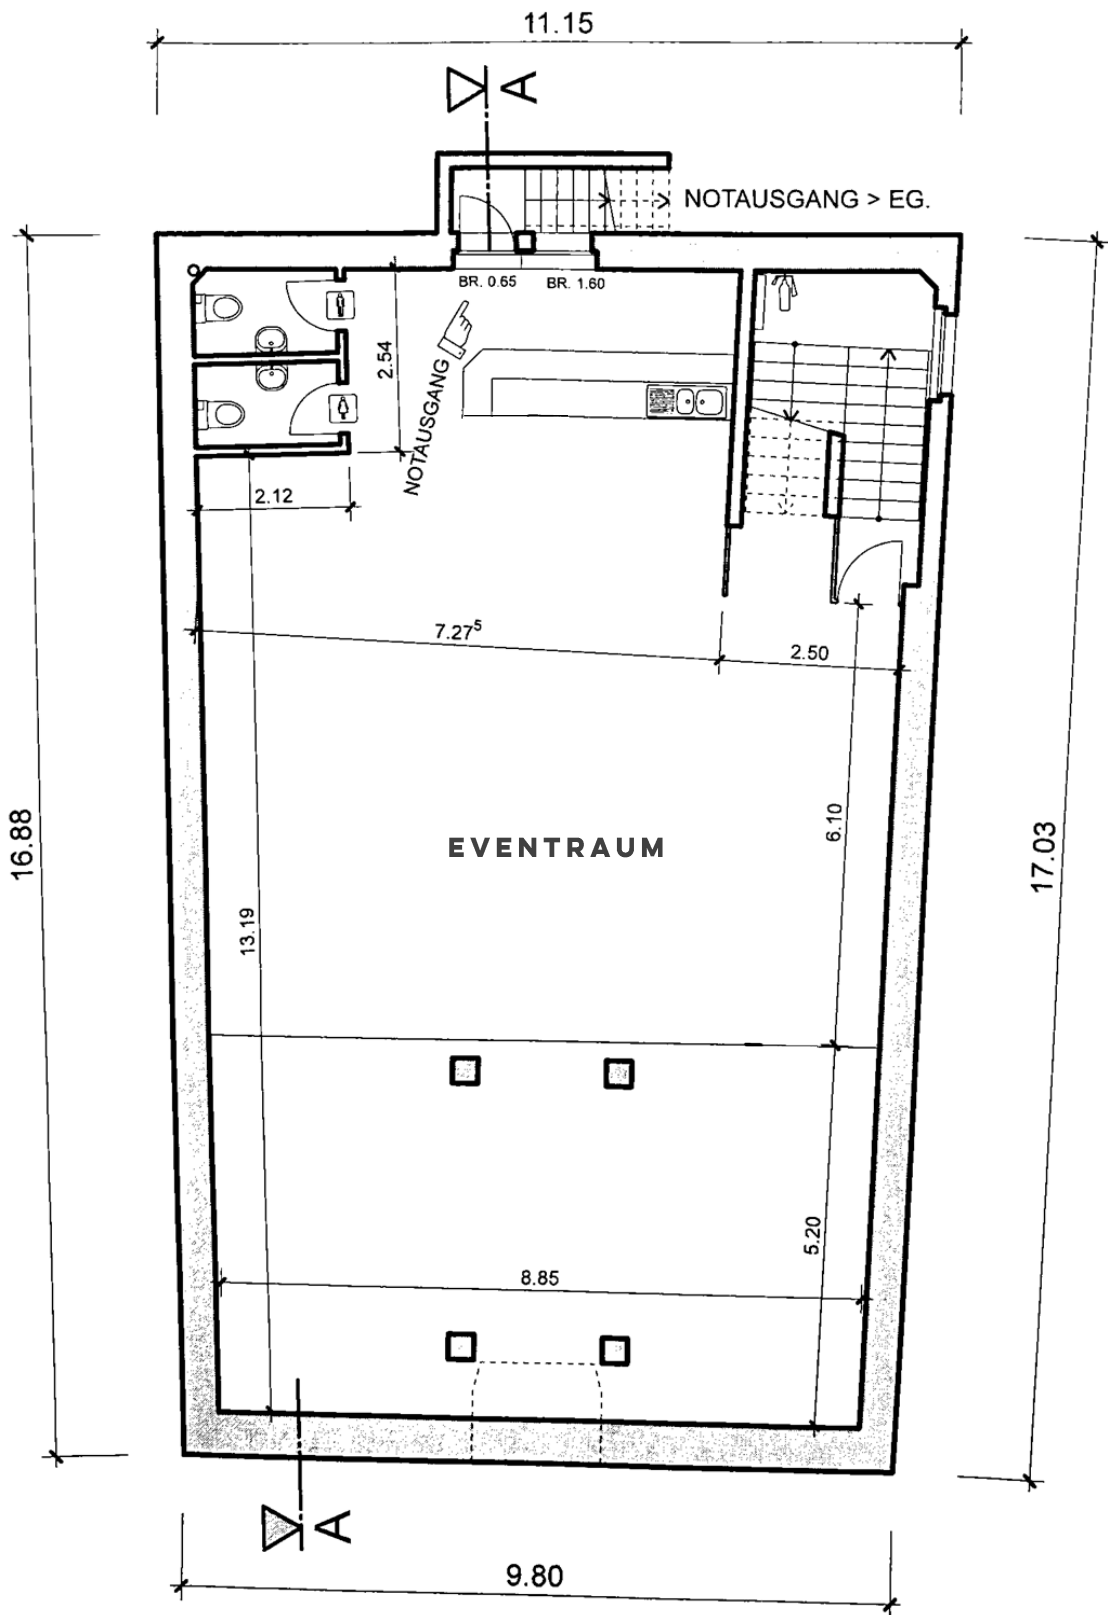 11.15
A
NOTAUSGANG > EG.
BR. 0.65
BR. 1.60
2.54
NOTAUSGANG
2.12
7.27⁵
2.50
16.88
6.10
EVENTRAUM
17.03
13.19
5.20
8.85
A
9.80